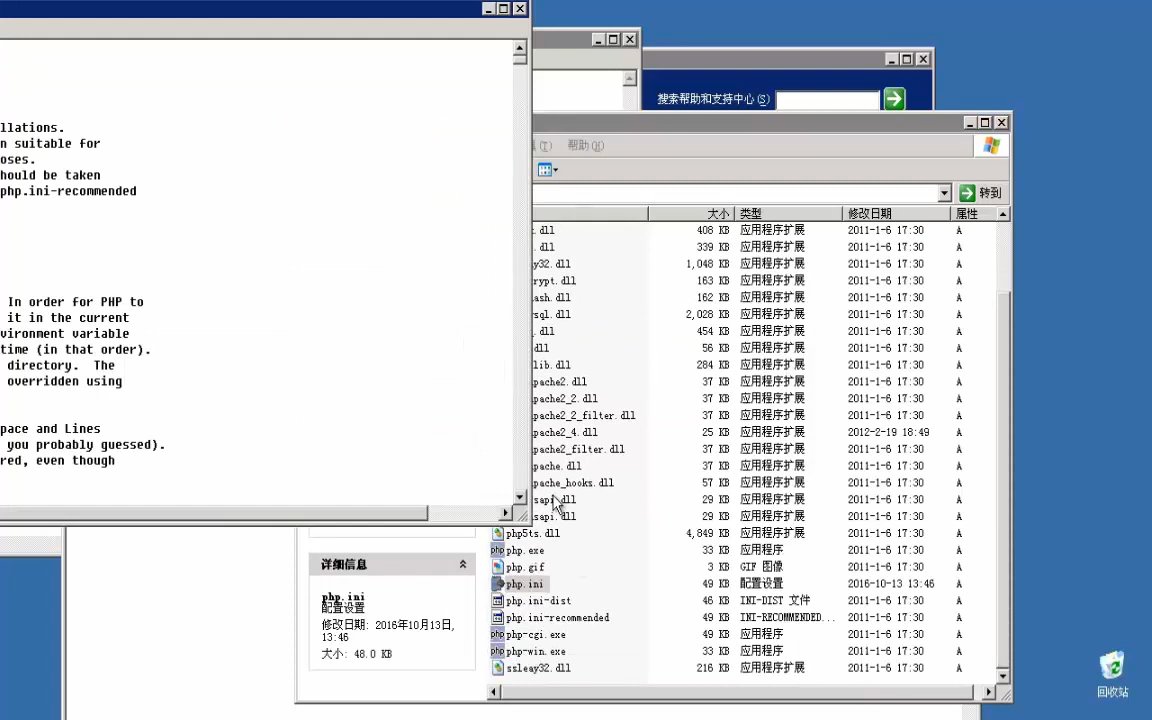 llations.
n suitable for
oses.
hould be taken
php.ini-recommended
In order for PHP to
it in the current
vironment variable
time (in that order).
directory. The
overridden using
pace and Lines
you probably guessed).
red, even though
搜索帮助和支持中心(S)
(T) 帮助(H)
转到
大小 类型 修改日期 属性
.dll 408 KB 应用程序扩展 2011-1-6 17:30 A
.dll 339 KB 应用程序扩展 2011-1-6 17:30 A
y32.dll 1,048 KB 应用程序扩展 2011-1-6 17:30 A
rypt.dll 163 KB 应用程序扩展 2011-1-6 17:30 A
ash.dll 162 KB 应用程序扩展 2011-1-6 17:30 A
sql.dll 2,028 KB 应用程序扩展 2011-1-6 17:30 A
.dll 454 KB 应用程序扩展 2011-1-6 17:30 A
dll 56 KB 应用程序扩展 2011-1-6 17:30 A
lib.dll 284 KB 应用程序扩展 2011-1-6 17:30 A
pache2.dll 37 KB 应用程序扩展 2011-1-6 17:30 A
pache2_2.dll 37 KB 应用程序扩展 2011-1-6 17:30 A
pache2_2_filter.dll 37 KB 应用程序扩展 2011-1-6 17:30 A
pache2_4.dll 25 KB 应用程序扩展 2012-2-19 18:49 A
pache2_filter.dll 37 KB 应用程序扩展 2011-1-6 17:30 A
pache.dll 37 KB 应用程序扩展 2011-1-6 17:30 A
pache_hooks.dll 57 KB 应用程序扩展 2011-1-6 17:30 A
sapi.dll 29 KB 应用程序扩展 2011-1-6 17:30 A
sapi.dll 29 KB 应用程序扩展 2011-1-6 17:30 A
php5ts.dll 4,849 KB 应用程序扩展 2011-1-6 17:30 A
php.exe 33 KB 应用程序 2011-1-6 17:30 A
php.gif 3 KB GIF 图像 2011-1-6 17:30 A
php.ini 49 KB 配置设置 2016-10-13 13:46 A
php.ini-dist 46 KB INI-DIST 文件 2011-1-6 17:30 A
php.ini-recommended 49 KB INI-RECOMMENDED... 2011-1-6 17:30 A
php-cgi.exe 49 KB 应用程序 2011-1-6 17:30 A
php-win.exe 33 KB 应用程序 2011-1-6 17:30 A
ssleay32.dll 216 KB 应用程序扩展 2011-1-6 17:30 A
详细信息
php.ini
配置设置
修改日期: 2016年10月13日,
13:46
大小: 48.0 KB
回收站